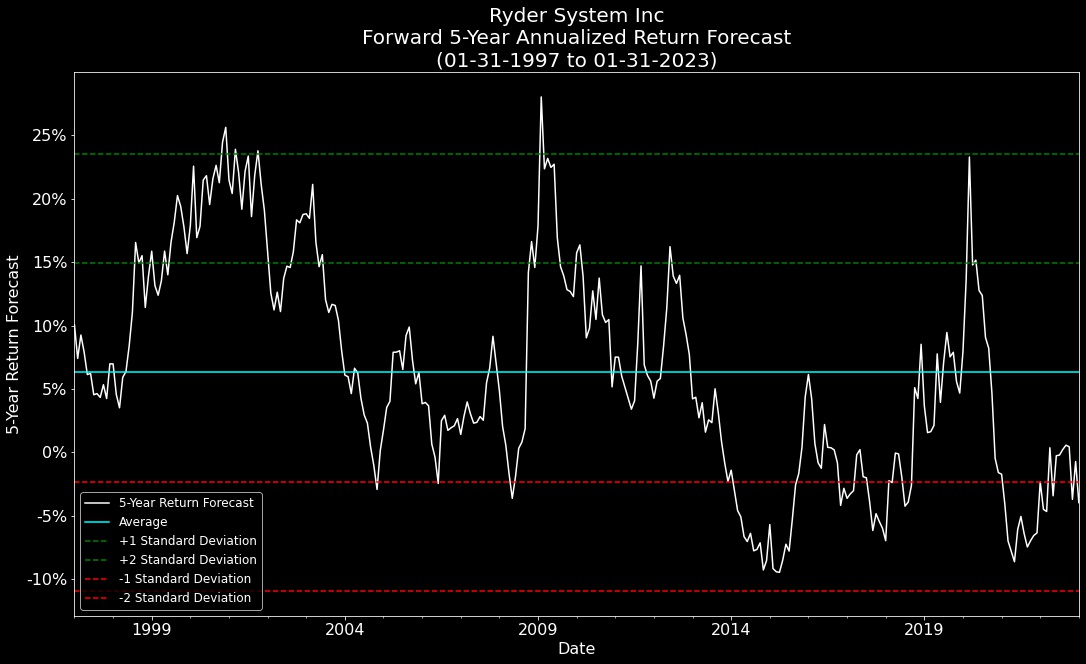 Ryder System Inc
Forward 5-Year Annualized Return Forecast
(01-31-1997 to 01-31-2023)
5-Year Return Forecast
25%
20%
15%
10%
5%
0%
-5%
-10%
5-Year Return Forecast
Average
+1 Standard Deviation
+2 Standard Deviation
-1 Standard Deviation
-2 Standard Deviation
1999
2004
2009
2014
2019
Date